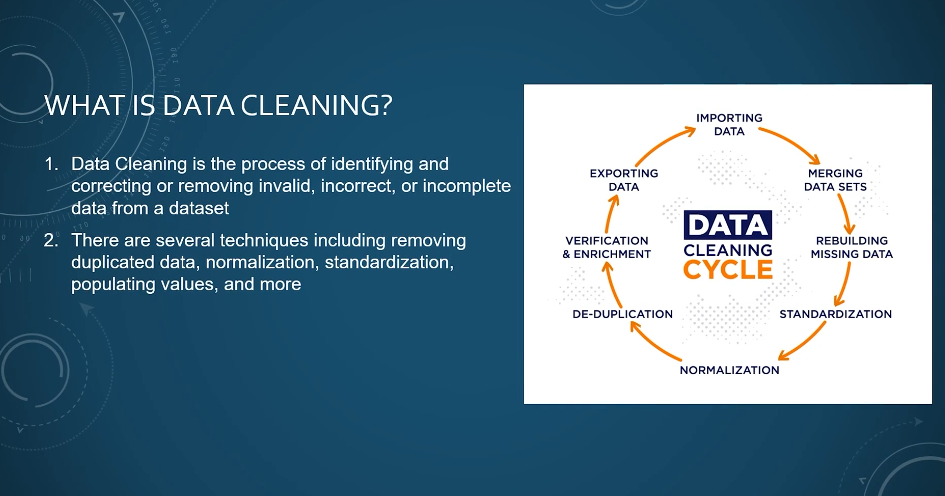 WHAT IS DATA CLEANING?
1. Data Cleaning is the process of identifying and
correcting or removing invalid, incorrect, or incomplete
data from a dataset
2. There are several techniques including removing
duplicated data, normalization, standardization,
populating values, and more
IMPORTING
DATA
MERGING
DATA SETS
REBUILDING
MISSING DATA
STANDARDIZATION
NORMALIZATION
DE-DUPLICATION
VERIFICATION
& ENRICHMENT
EXPORTING
DATA
DATA
CLEANING
CYCLE